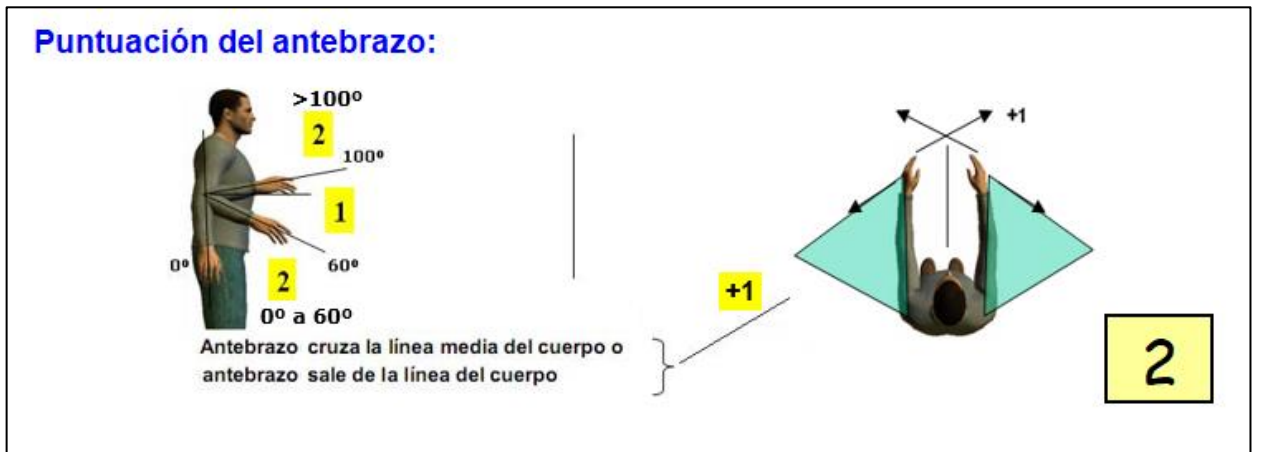 Puntuación del antebrazo:
>100º
2
100º
1
0º
60º
2
0º a 60º
Antebrazo cruza la línea media del cuerpo o
antebrazo sale de la línea del cuerpo
+1
+1
2